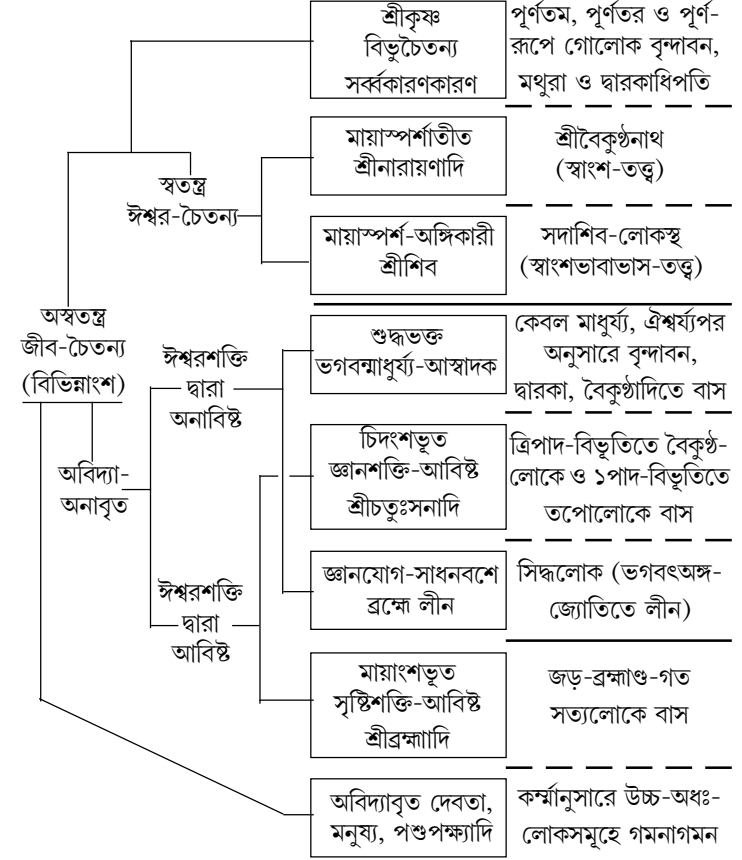 শ্রীকৃষ্ণ
বিভুচৈতন্য
সর্ব্বকারণকারণ
পূর্ণতম, পূর্ণতর ও পূর্ণ-
রূপে গোলোক বৃন্দাবন,
মথুরা ও দ্বারকাধিপতি
মায়াস্পর্শাতীত
শ্রীনারায়ণাদি
শ্রীবৈকুণ্ঠনাথ
(স্বাংশ-তত্ত্ব)
স্বতন্ত্র
ঈশ্বর-চৈতন্য
মায়াস্পর্শ-অঙ্গিকারী
শ্রীশিব
সদাশিব-লোকস্থ
(স্বাংশভাবাভাস-তত্ত্ব)
অস্বতন্ত্র
জীব-চৈতন্য
(বিভিন্নাংশ)
ঈশ্বরশক্তি
দ্বারা
অনাবিষ্ট
শুদ্ধভক্ত
ভগবন্মাধুর্য্য-আস্বাদক
কেবল মাধুর্য্য, ঐশ্বর্য্যপর
অনুসারে বৃন্দাবন,
দ্বারকা, বৈকুণ্ঠাদিতে বাস
অবিদ্যা-
অনাবৃত
চিদংশভূত
জ্ঞানশক্তি-আবিষ্ট
শ্রীচতুঃসনাদি
ত্রিপাদ-বিভূতিতে বৈকুণ্ঠ-
লোকে ও ১পাদ-বিভূতিতে
তপোলোকে বাস
ঈশ্বরশক্তি
দ্বারা
আবিষ্ট
জ্ঞানযোগ-সাধনবশে
ব্রহ্মে লীন
সিদ্ধলোক (ভগবৎঅঙ্গ-
জ্যোতিতে লীন)
মায়াংশভূত
সৃষ্টিশক্তি-আবিষ্ট
শ্রীব্রহ্মাাদি
জড়-ব্রহ্মাণ্ড-গত
সত্যলোকে বাস
অবিদ্যাবৃত দেবতা,
মনুষ্য, পশুপক্ষ্যাদি
কর্ম্মানুসারে উচ্চ-অধঃ-
লোকসমূহে গমনাগমন